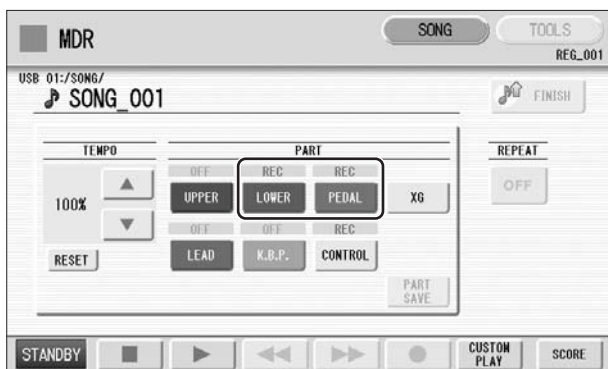 MDR SONG TOOLS
REG_001
USB 01:/SONG/
SONG_001 FINISH
TEMPO PART REPEAT
OFF REC REC
100% UPPER LOWER PEDAL XG OFF
OFF OFF REC
RESET LEAD K.B.P. CONTROL
PART
SAVE
STANDBY CUSTOM PLAY SCORE